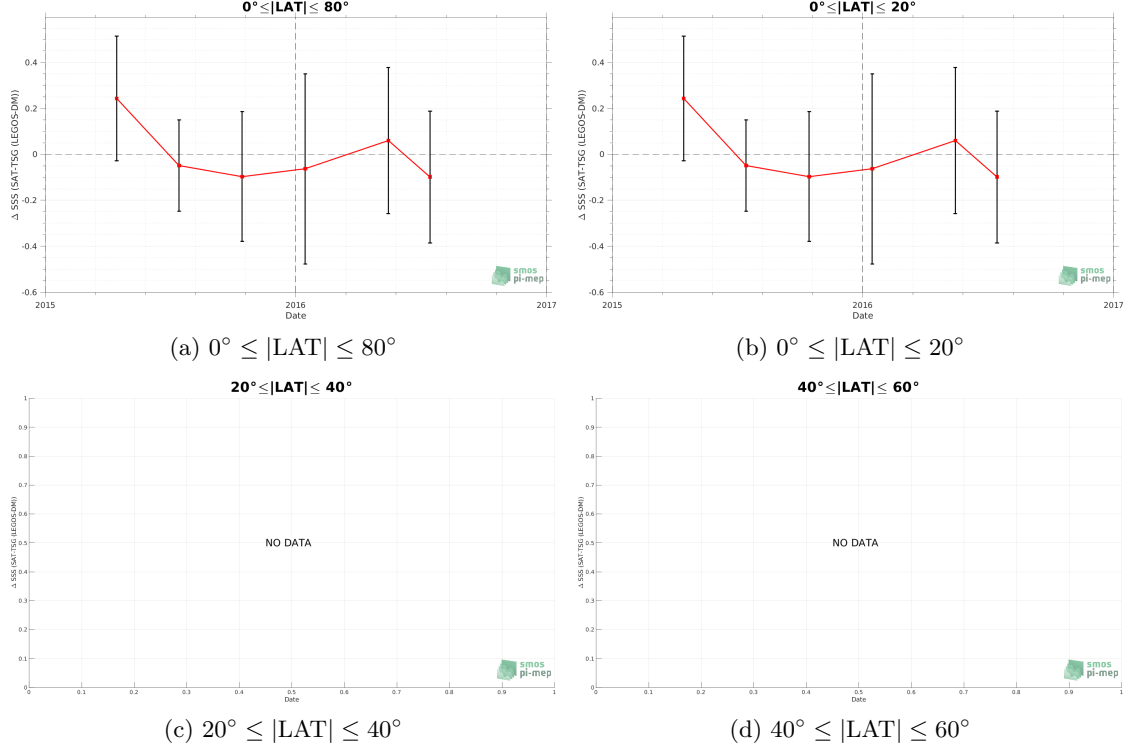 0°≤|LAT|≤ 80°
Δ SSS (SAT-TSG (LEGOS-DM))
0.4
0.2
0
-0.2
-0.4
-0.6
2015
2016
2017
Date
smos
pi-mep
(a) 0° ≤ |LAT| ≤ 80°
0°≤|LAT|≤ 20°
Δ SSS (SAT-TSG (LEGOS-DM))
0.4
0.2
0
-0.2
-0.4
-0.6
2015
2016
2017
Date
smos
pi-mep
(b) 0° ≤ |LAT| ≤ 20°
20°≤|LAT|≤ 40°
Δ SSS (SAT-TSG (LEGOS-DM))
1
0.9
0.8
0.7
0.6
0.5
0.4
0.3
0.2
0.1
0
NO DATA
0 0.1 0.2 0.3 0.4 0.5 0.6 0.7 0.8 0.9 1
Date
smos
pi-mep
(c) 20° ≤ |LAT| ≤ 40°
40°≤|LAT|≤ 60°
Δ SSS (SAT-TSG (LEGOS-DM))
1
0.9
0.8
0.7
0.6
0.5
0.4
0.3
0.2
0.1
0
NO DATA
0 0.1 0.2 0.3 0.4 0.5 0.6 0.7 0.8 0.9 1
Date
smos
pi-mep
(d) 40° ≤ |LAT| ≤ 60°